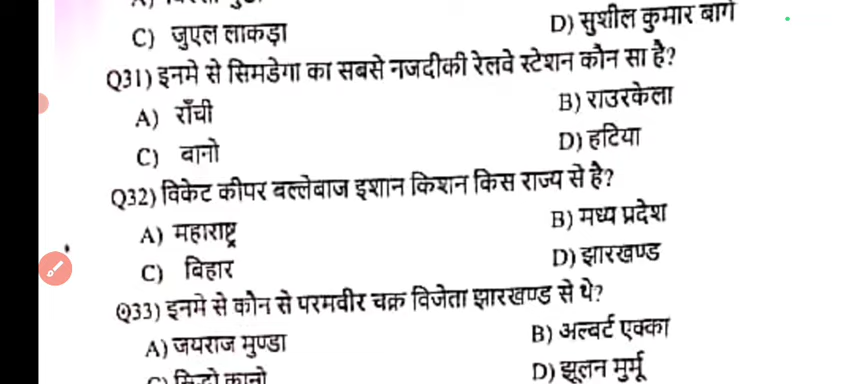 C) जुएल लाकड़ा D) सुशील कुमार बागे
Q31) इनमे से सिमडेगा का सबसे नजदीकी रेलवे स्टेशन कौन सा है?
A) राँची B) राउरकेला
C) बानो D) हटिया
Q32) विकेट कीपर बल्लेबाज इशान किशन किस राज्य से है?
A) महाराष्ट्र B) मध्य प्रदेश
C) बिहार D) झारखण्ड
Q33) इनमे से कौन से परमवीर चक्र विजेता झारखण्ड से थे?
A) जयराज मुण्डा B) अल्बर्ट एक्का
C) सिद्धो कान्हो D) झूलन मुर्मू